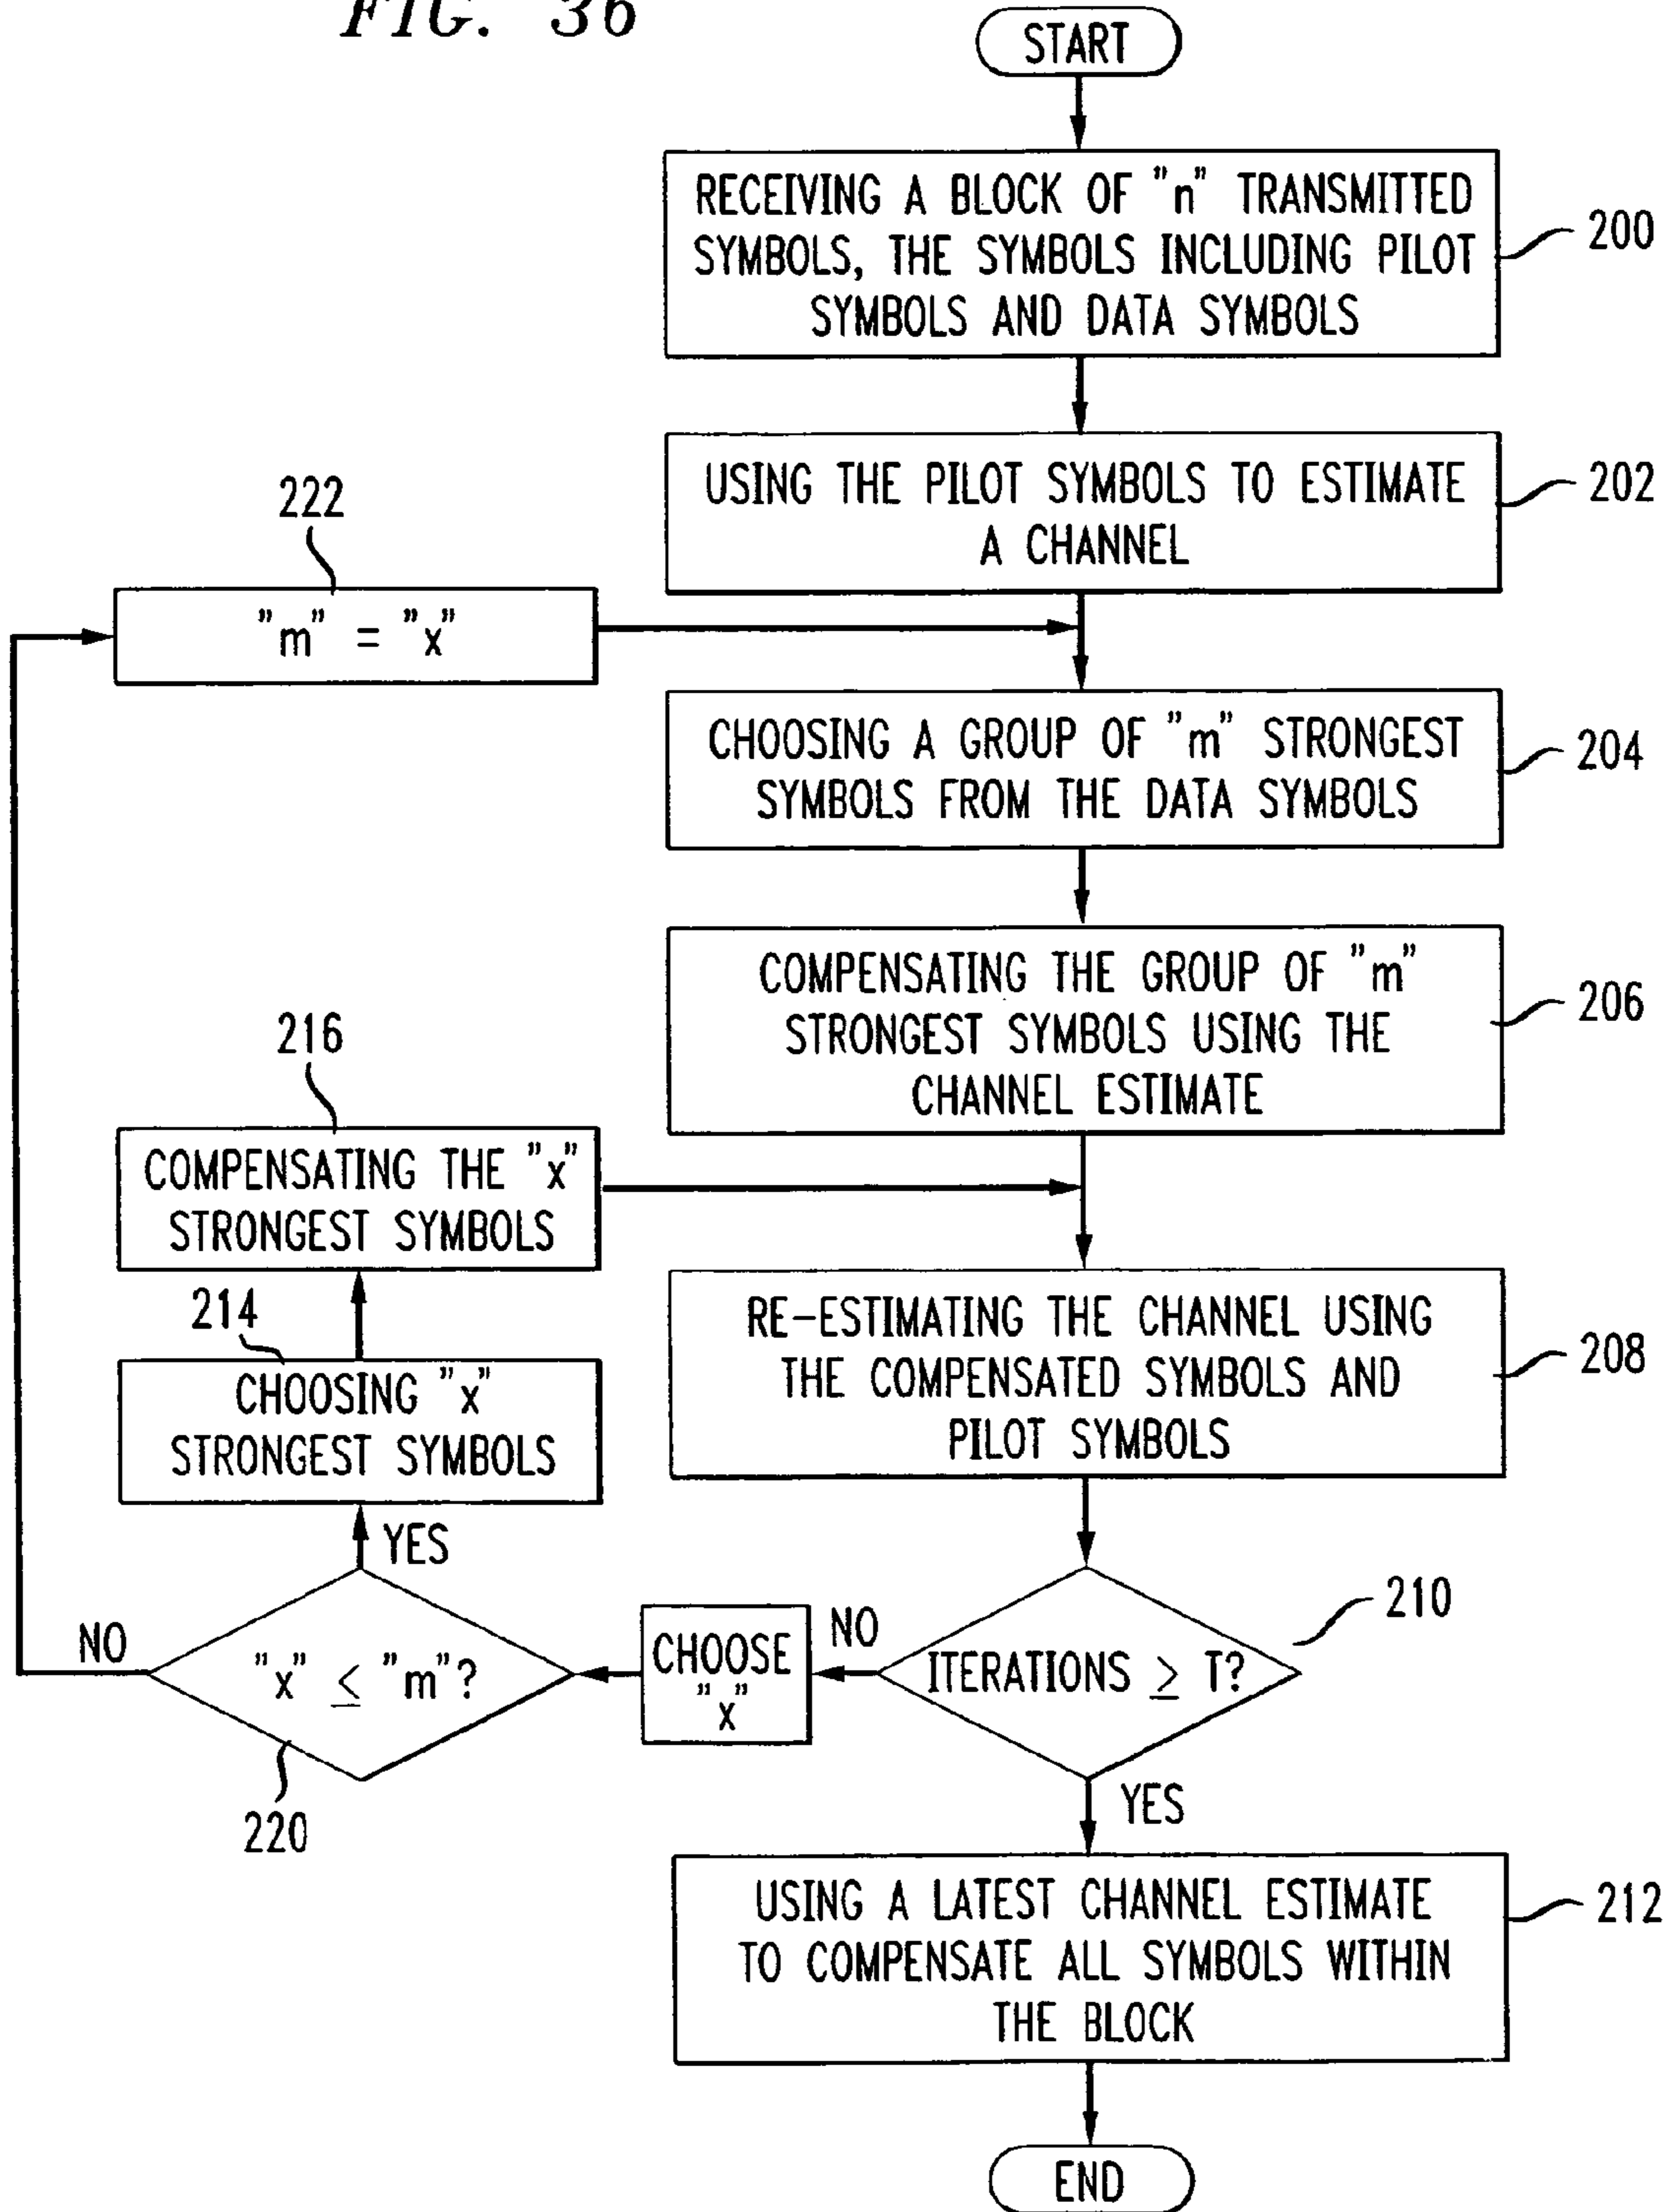 FIG. 36
START
RECEIVING A BLOCK OF "n" TRANSMITTED
SYMBOLS, THE SYMBOLS INCLUDING PILOT
SYMBOLS AND DATA SYMBOLS
200
USING THE PILOT SYMBOLS TO ESTIMATE
A CHANNEL
202
222
"m" = "x"
CHOOSING A GROUP OF "m" STRONGEST
SYMBOLS FROM THE DATA SYMBOLS
204
COMPENSATING THE GROUP OF "m"
STRONGEST SYMBOLS USING THE
CHANNEL ESTIMATE
206
216
COMPENSATING THE "x"
STRONGEST SYMBOLS
214
CHOOSING "x"
STRONGEST SYMBOLS
RE-ESTIMATING THE CHANNEL USING
THE COMPENSATED SYMBOLS AND
PILOT SYMBOLS
208
YES
NO
"x" ≤ "m"?
220
CHOOSE
"x"
NO
ITERATIONS ≥ T?
210
YES
USING A LATEST CHANNEL ESTIMATE
TO COMPENSATE ALL SYMBOLS WITHIN
THE BLOCK
212
END